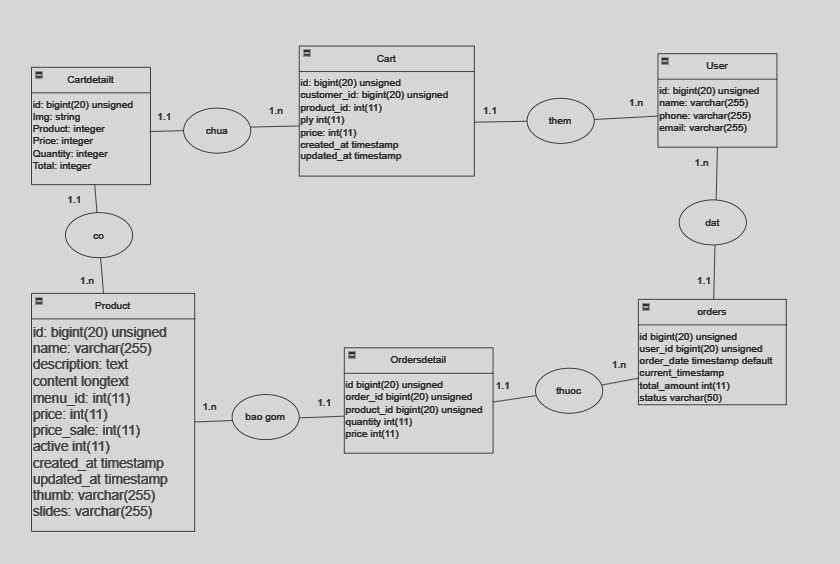 Cartdetailt
id: bigint(20) unsigned
Img: string
Product: integer
Price: integer
Quantity: integer
Total: integer
1.1
chua
1.n
Cart
id: bigint(20) unsigned
customer_id: bigint(20) unsigned
product_id: int(11)
ply int(11)
price: int(11)
created_at timestamp
updated_at timestamp
1.1
them
1.n
User
id: bigint(20) unsigned
name: varchar(255)
phone: varchar(255)
email: varchar(255)
1.n
dat
1.1
1.1
co
1.n
Product
id: bigint(20) unsigned
name: varchar(255)
description: text
content longtext
menu_id: int(11)
price: int(11)
price_sale: int(11)
active int(11)
created_at timestamp
updated_at timestamp
thumb: varchar(255)
slides: varchar(255)
1.n
bao gom
1.1
Ordersdetail
id bigint(20) unsigned
order_id bigint(20) unsigned
product_id bigint(20) unsigned
quantity int(11)
price int(11)
1.1
thuoc
1.n
orders
id bigint(20) unsigned
user_id bigint(20) unsigned
order_date timestamp default
current_timestamp
total_amount int(11)
status varchar(50)